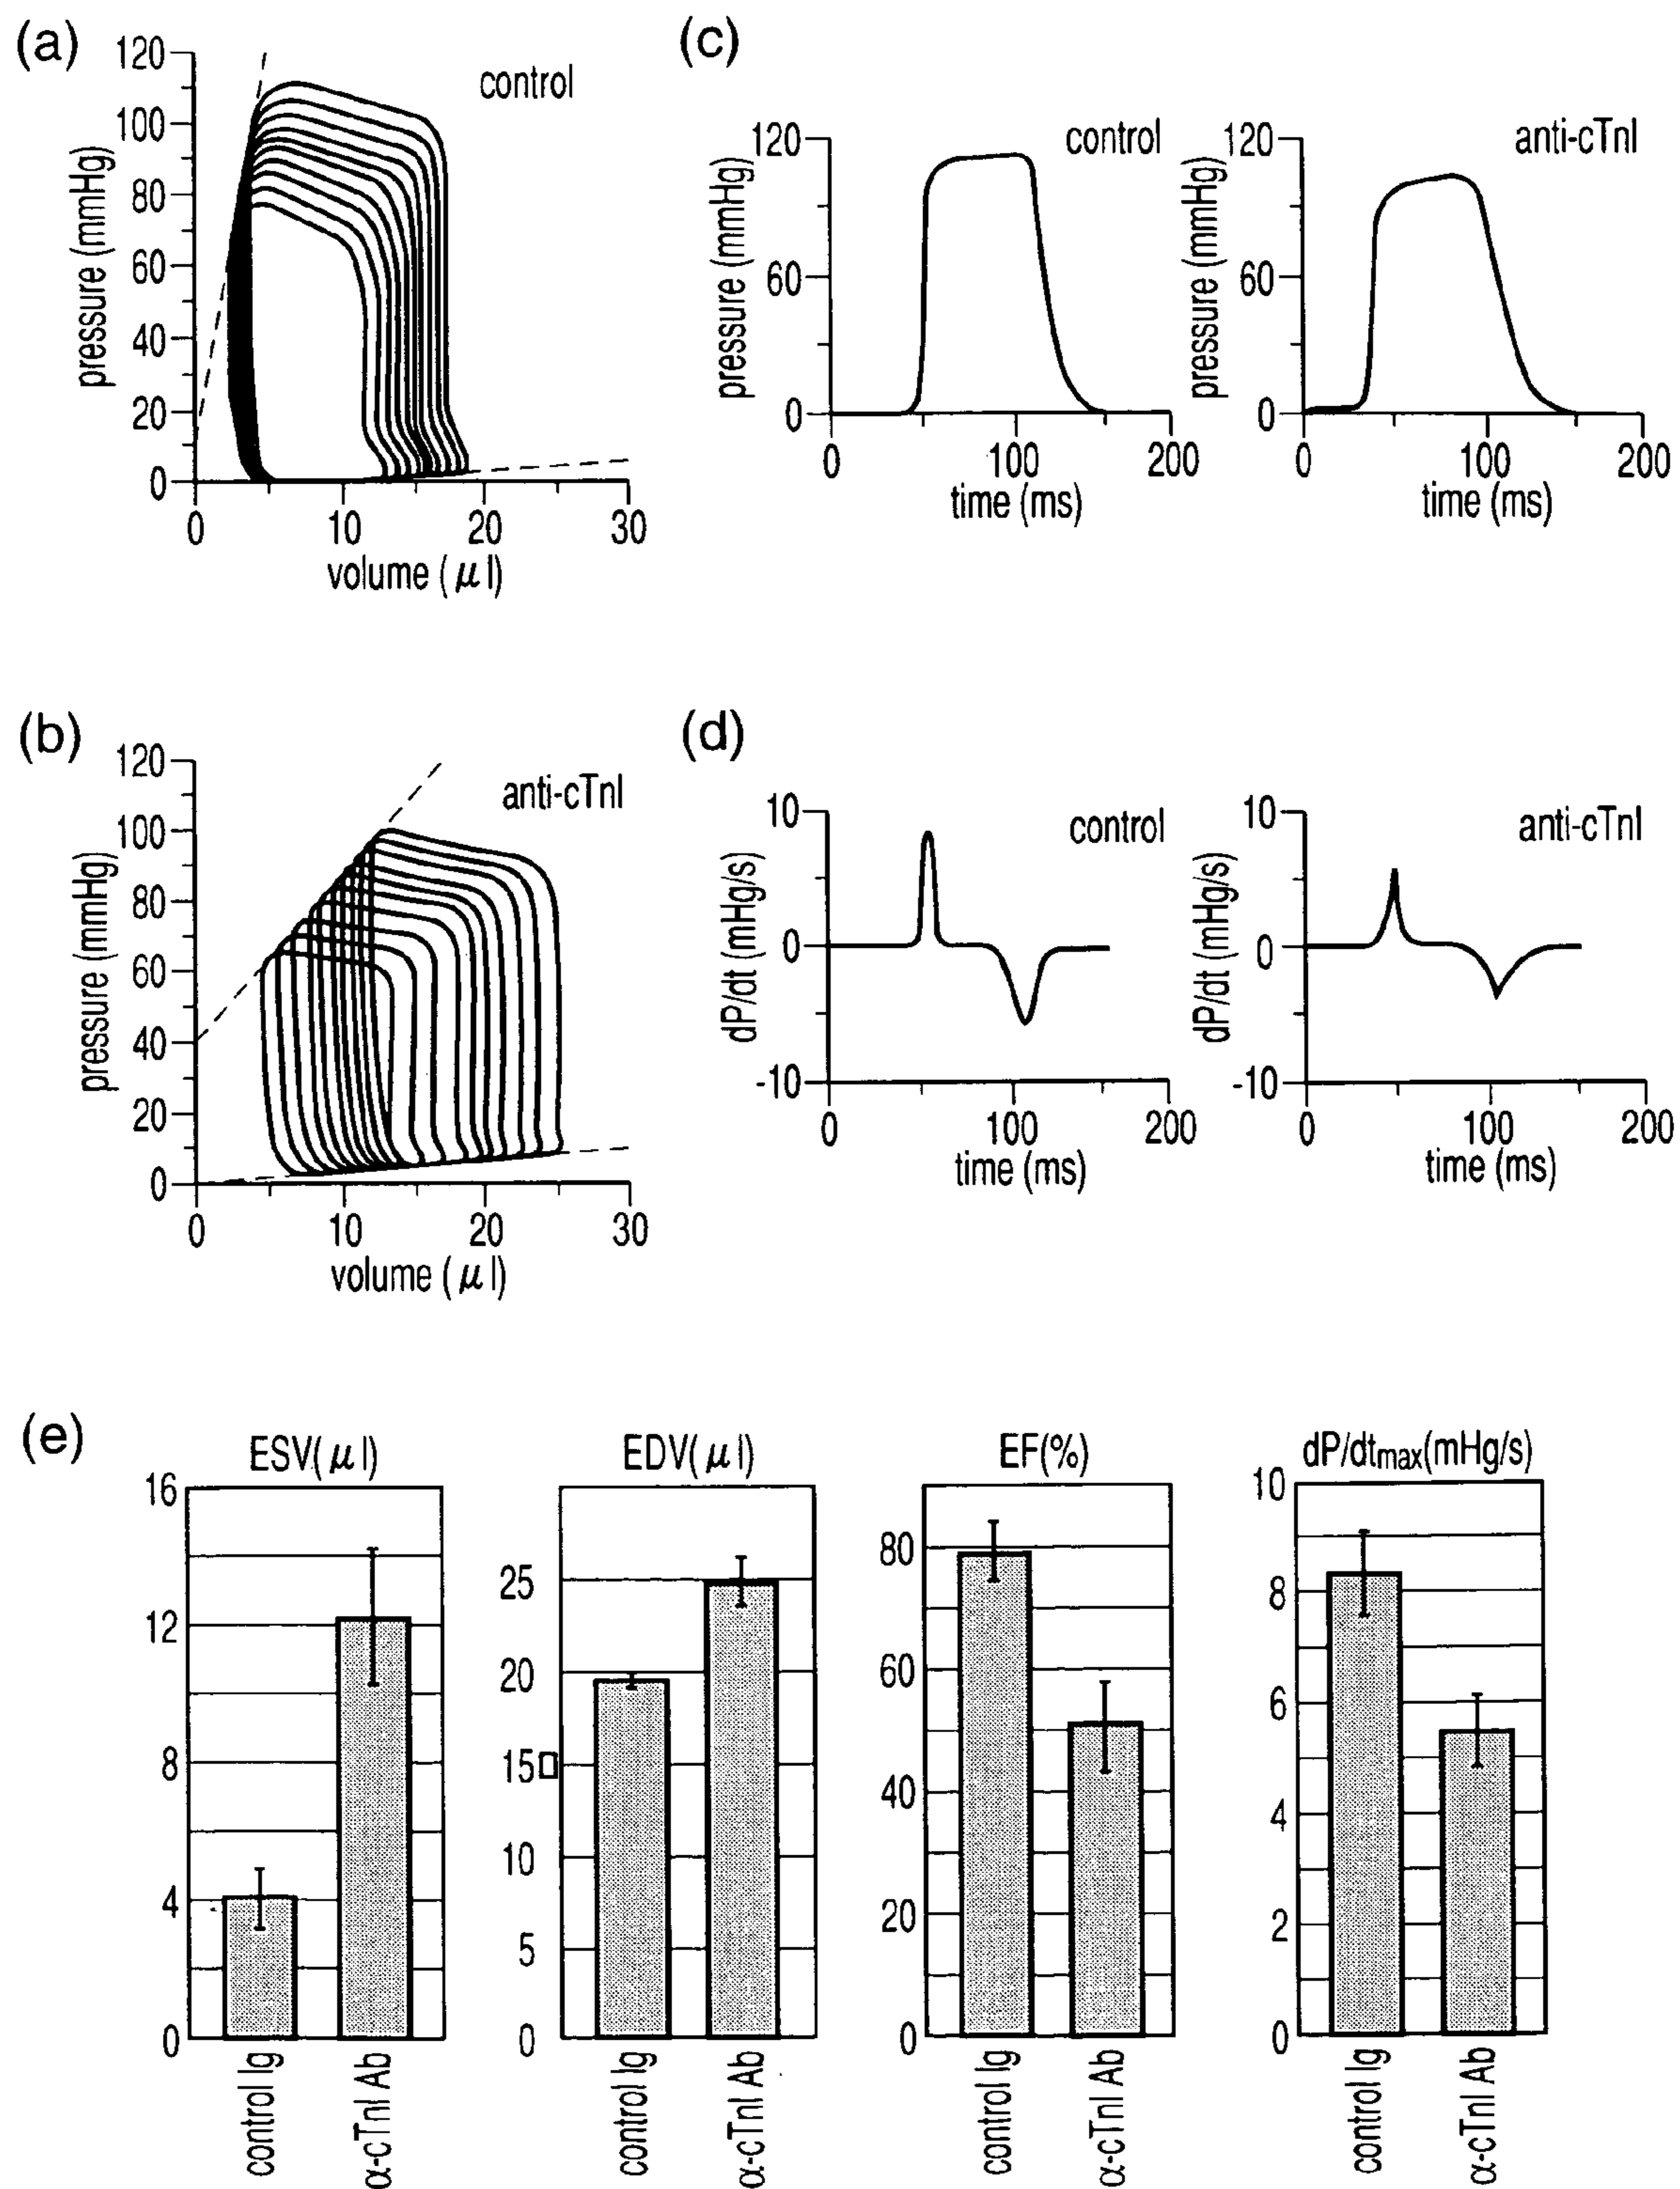 (a)
control
120
100
80
60
40
20
0
pressure (mmHg)
0 10 20 30
volume (μl)
(c)
control
120
60
0
pressure (mmHg)
0 100 200
time (ms)
anti-cTnI
120
60
0
pressure (mmHg)
0 100 200
time (ms)
(b)
anti-cTnI
120
100
80
60
40
20
0
pressure (mmHg)
0 10 20 30
volume (μl)
(d)
control
10
0
-10
dP/dt (mHg/s)
0 100 200
time (ms)
anti-cTnI
10
0
-10
dP/dt (mHg/s)
0 100 200
time (ms)
(e)
ESV(μl)
16
12
8
4
0
control Ig
α-cTnI Ab
EDV(μl)
25
20
15
10
5
0
control Ig
α-cTnI Ab
EF(%)
80
60
40
20
0
control Ig
α-cTnI Ab
dP/dtmax(mHg/s)
10
8
6
4
2
0
control Ig
α-cTnI Ab